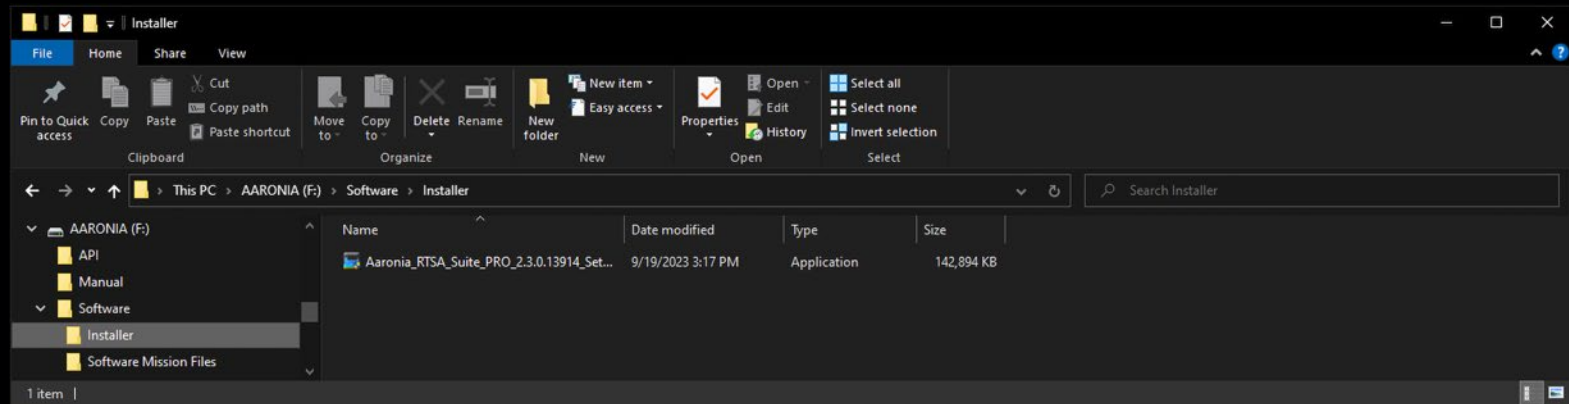 Installer
File Home Share View
Pin to Quick access
Copy
Paste
Cut
Copy path
Paste shortcut
Clipboard
Move to
Copy to
Delete
Rename
Organize
New folder
New item
Easy access
New
Properties
Open
Edit
History
Open
Select all
Select none
Invert selection
Select
This PC > AARONIA (F:) > Software > Installer
Search Installer
AARONIA (F:)
API
Manual
Software
Installer
Software Mission Files
Name Date modified Type Size
Aaronia_RTSA_Suite_PRO_2.3.0.13914_Set... 9/19/2023 3:17 PM Application 142,894 KB
1 item